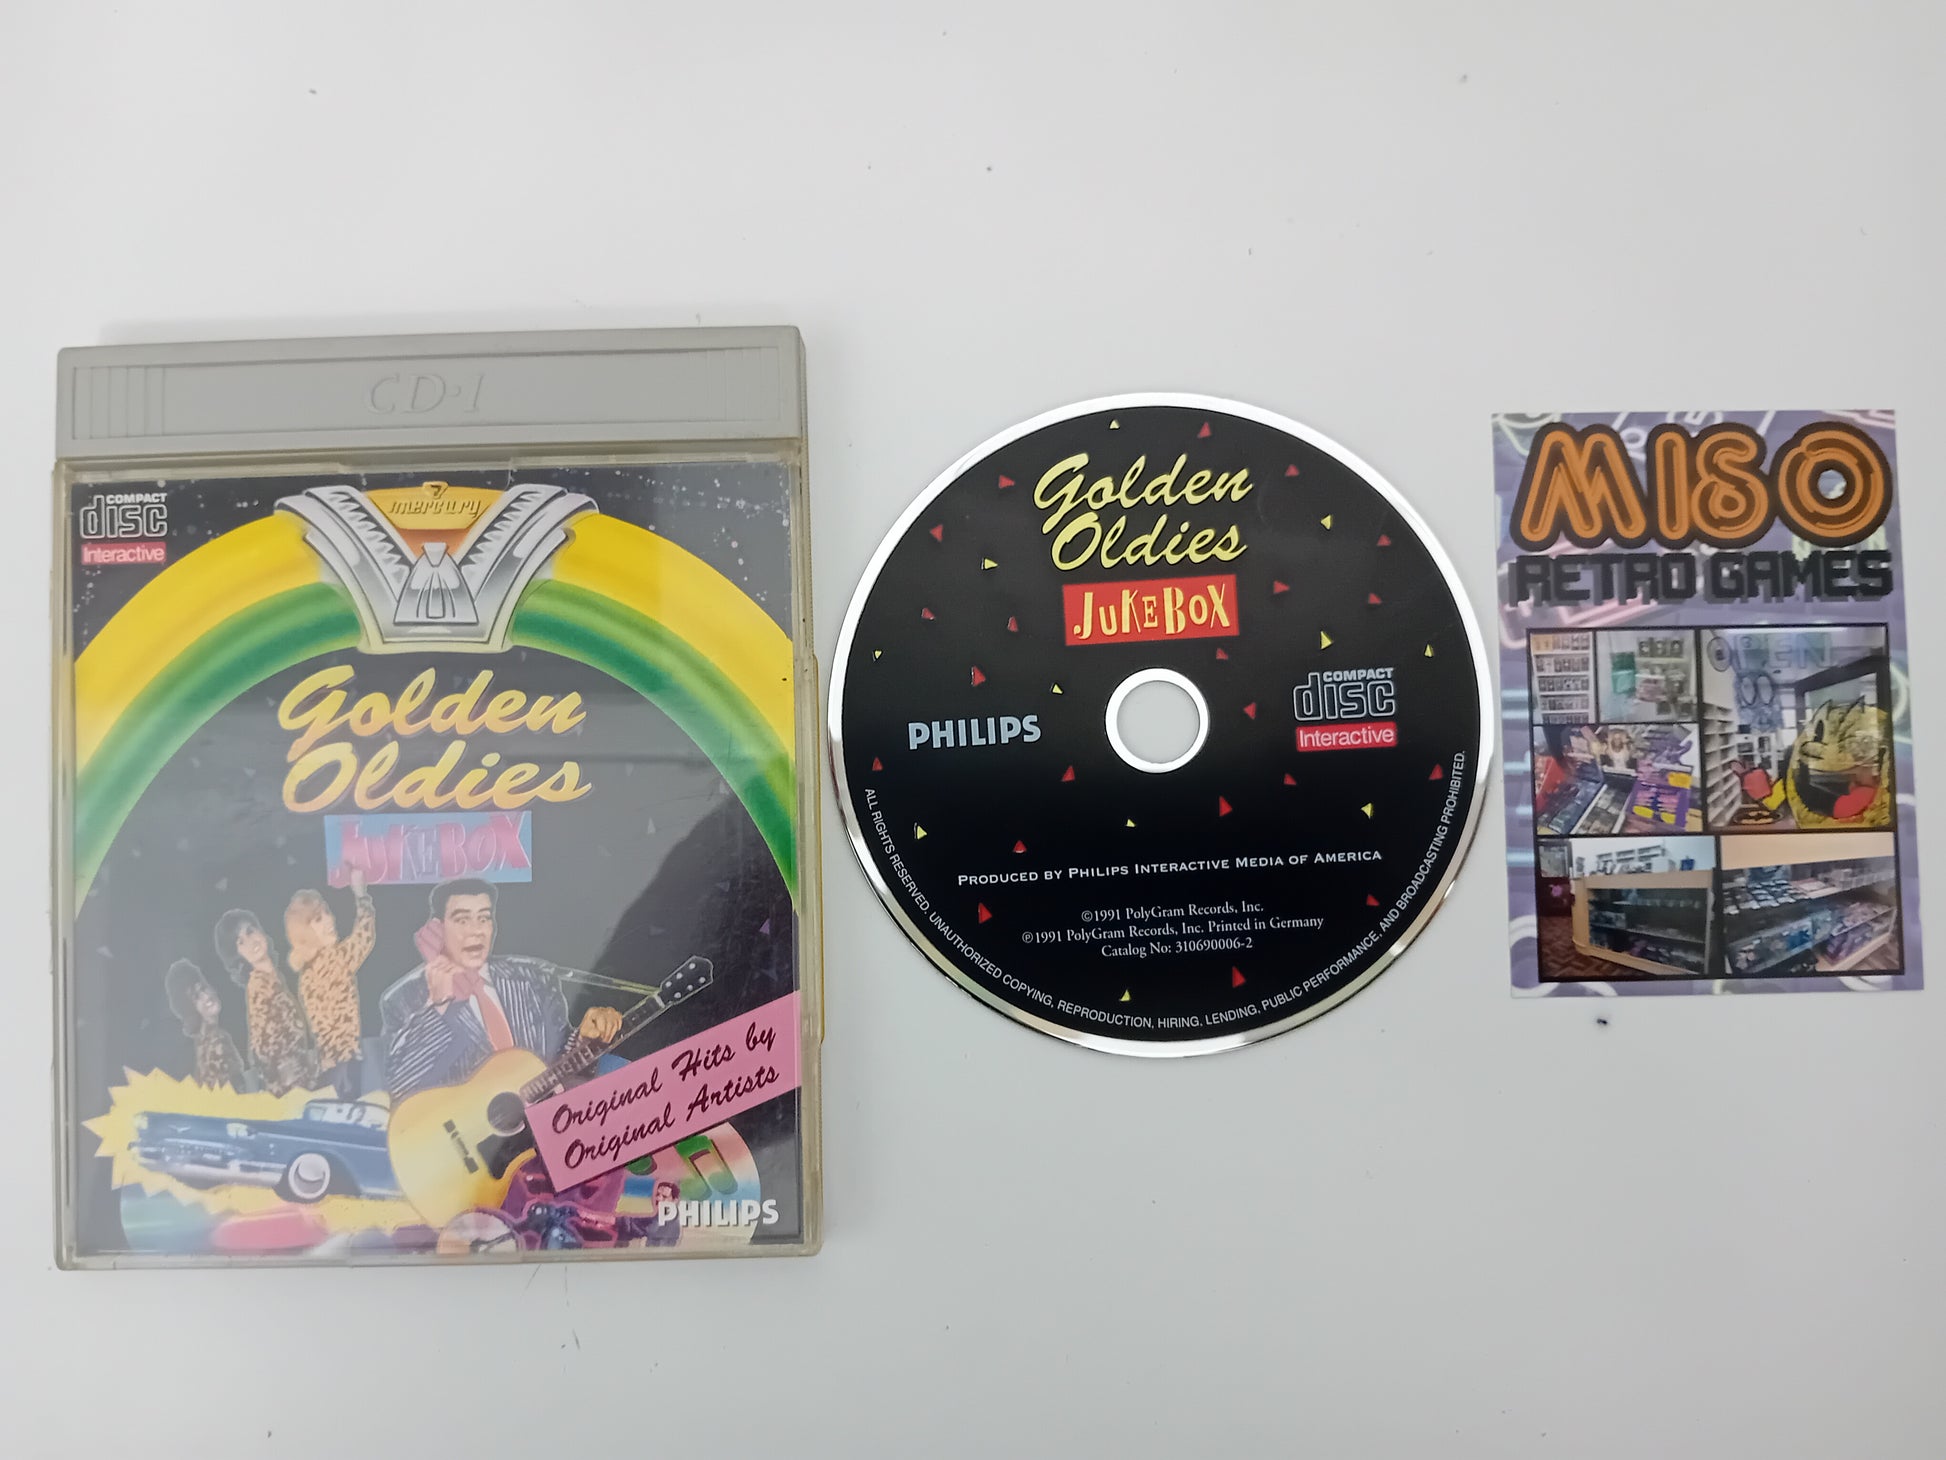 CD·I
COMPACT
disc
Interactive
mercury
Golden
Oldies
JUKEBOX
Original Hits by
Original Artists
PHILIPS
Golden
Oldies
JUKEBOX
PHILIPS
COMPACT
disc
Interactive
PRODUCED BY PHILIPS INTERACTIVE MEDIA OF AMERICA
©1991 PolyGram Records, Inc.
℗1991 PolyGram Records, Inc. Printed in Germany
Catalog No: 310690006-2
ALL RIGHTS RESERVED. UNAUTHORIZED COPYING, REPRODUCTION, HIRING, LENDING, PUBLIC PERFORMANCE, AND BROADCASTING PROHIBITED.
MISO
RETRO GAMES
OPEN